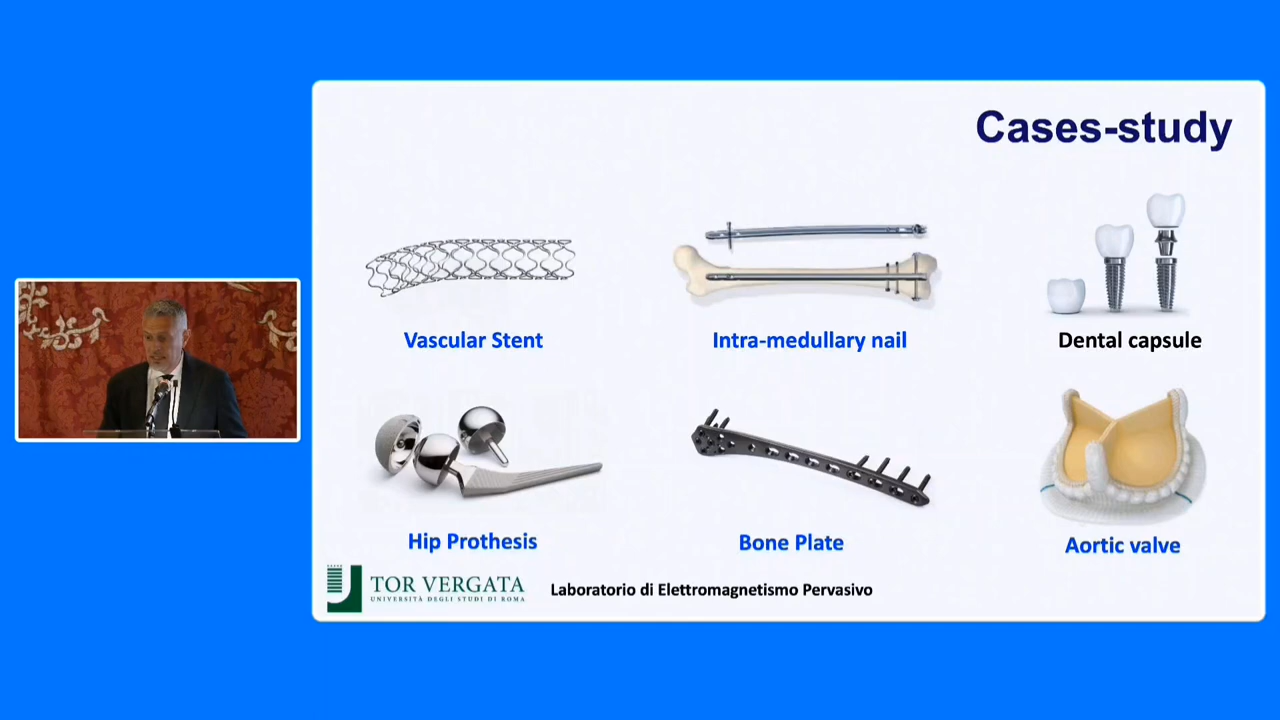 Cases-study
Vascular Stent
Intra-medullary nail
Dental capsule
Hip Prothesis
Bone Plate
Aortic valve
TOR VERGATA
UNIVERSITÀ DEGLI STUDI DI ROMA
Laboratorio di Elettromagnetismo Pervasivo